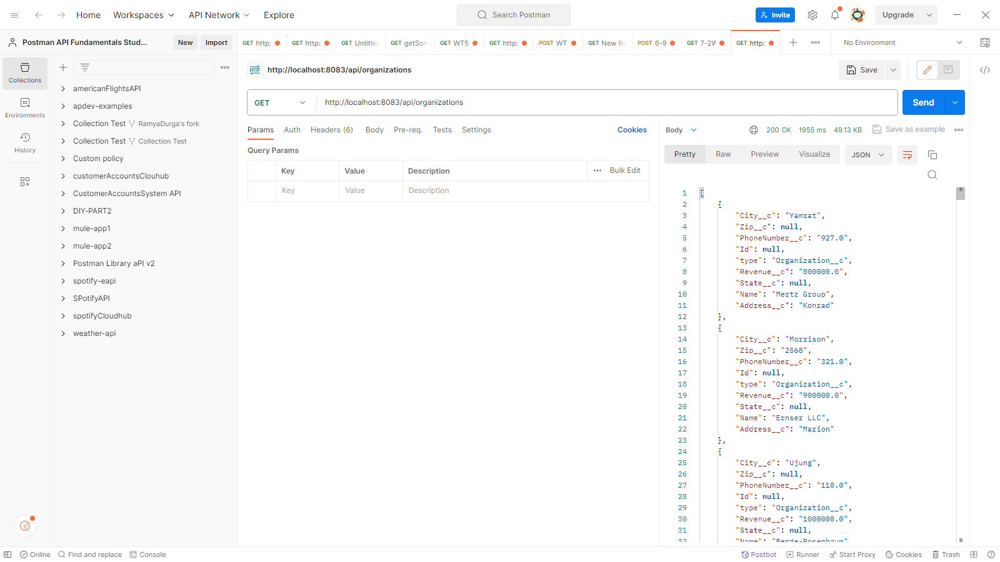 Home Workspaces API Network Explore Search Postman Invite Upgrade
Postman API Fundamentals Stud... New Import
GET http: GET http: GET Untitled GET getSon GET WT5 GET http: POST WT GET New Re POST 6-9 GET 7-2W GET http: No Environment
Collections
Environments
History
americanFlightsAPI
apdev-examples
Collection Test RamyaDurga's fork
Collection Test Collection Test
Custom policy
customerAccountsClouhub
CustomerAccountsSystem API
DIY-PART2
mule-app1
mule-app2
Postman Library aPI v2
spotify-eapi
SPotifyAPI
spotifyCloudhub
weather-api
HTTP http://localhost:8083/api/organizations Save
GET http://localhost:8083/api/organizations Send
Params Auth Headers (6) Body Pre-req. Tests Settings Cookies
Query Params
Key Value Description Bulk Edit
Key Value Description
Body 200 OK 1955 ms 49.13 KB Save as example
Pretty Raw Preview Visualize JSON
1 [
2 {
3 "City__c": "Yamrat",
4 "Zip__c": null,
5 "PhoneNumber__c": "927.0",
6 "Id": null,
7 "type": "Organization__c",
8 "Revenue__c": "800000.0",
9 "State__c": null,
10 "Name": "Mertz Group",
11 "Address__c": "Konrad"
12 },
13 {
14 "City__c": "Morrison",
15 "Zip__c": "2568",
16 "PhoneNumber__c": "321.0",
17 "Id": null,
18 "type": "Organization__c",
19 "Revenue__c": "900000.0",
20 "State__c": null,
21 "Name": "Ernser LLC",
22 "Address__c": "Marion"
23 },
24 {
25 "City__c": "Ujung",
26 "Zip__c": null,
27 "PhoneNumber__c": "110.0",
28 "Id": null,
29 "type": "Organization__c",
30 "Revenue__c": "1000000.0",
31 "State__c": null,
32 "Name": "Berge-Rosenbaum"
Online Find and replace Console Postbot Runner Start Proxy Cookies Trash